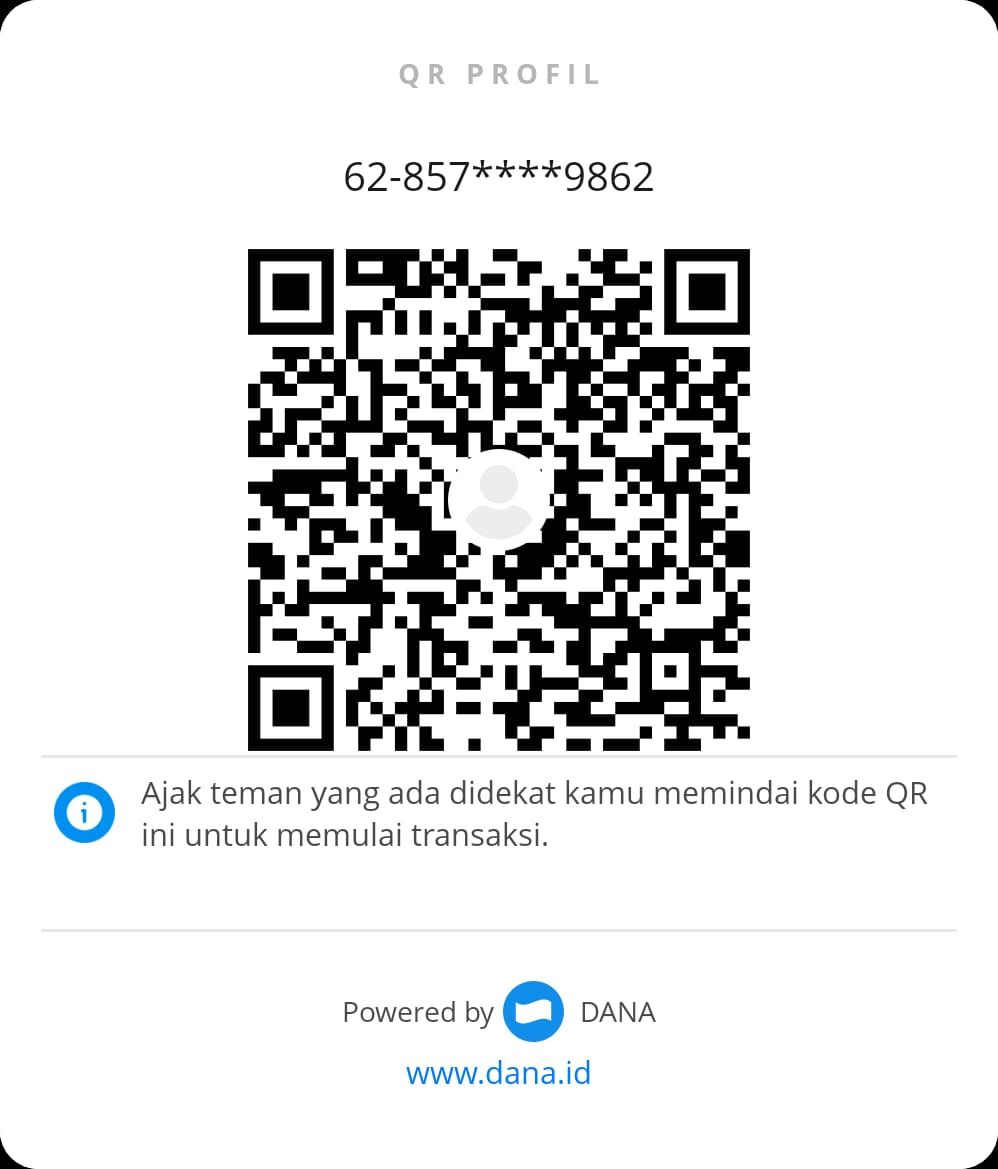 QR PROFIL
62-857****9862
Ajak teman yang ada didekat kamu memindai kode QR
ini untuk memulai transaksi.
Powered by DANA
www.dana.id